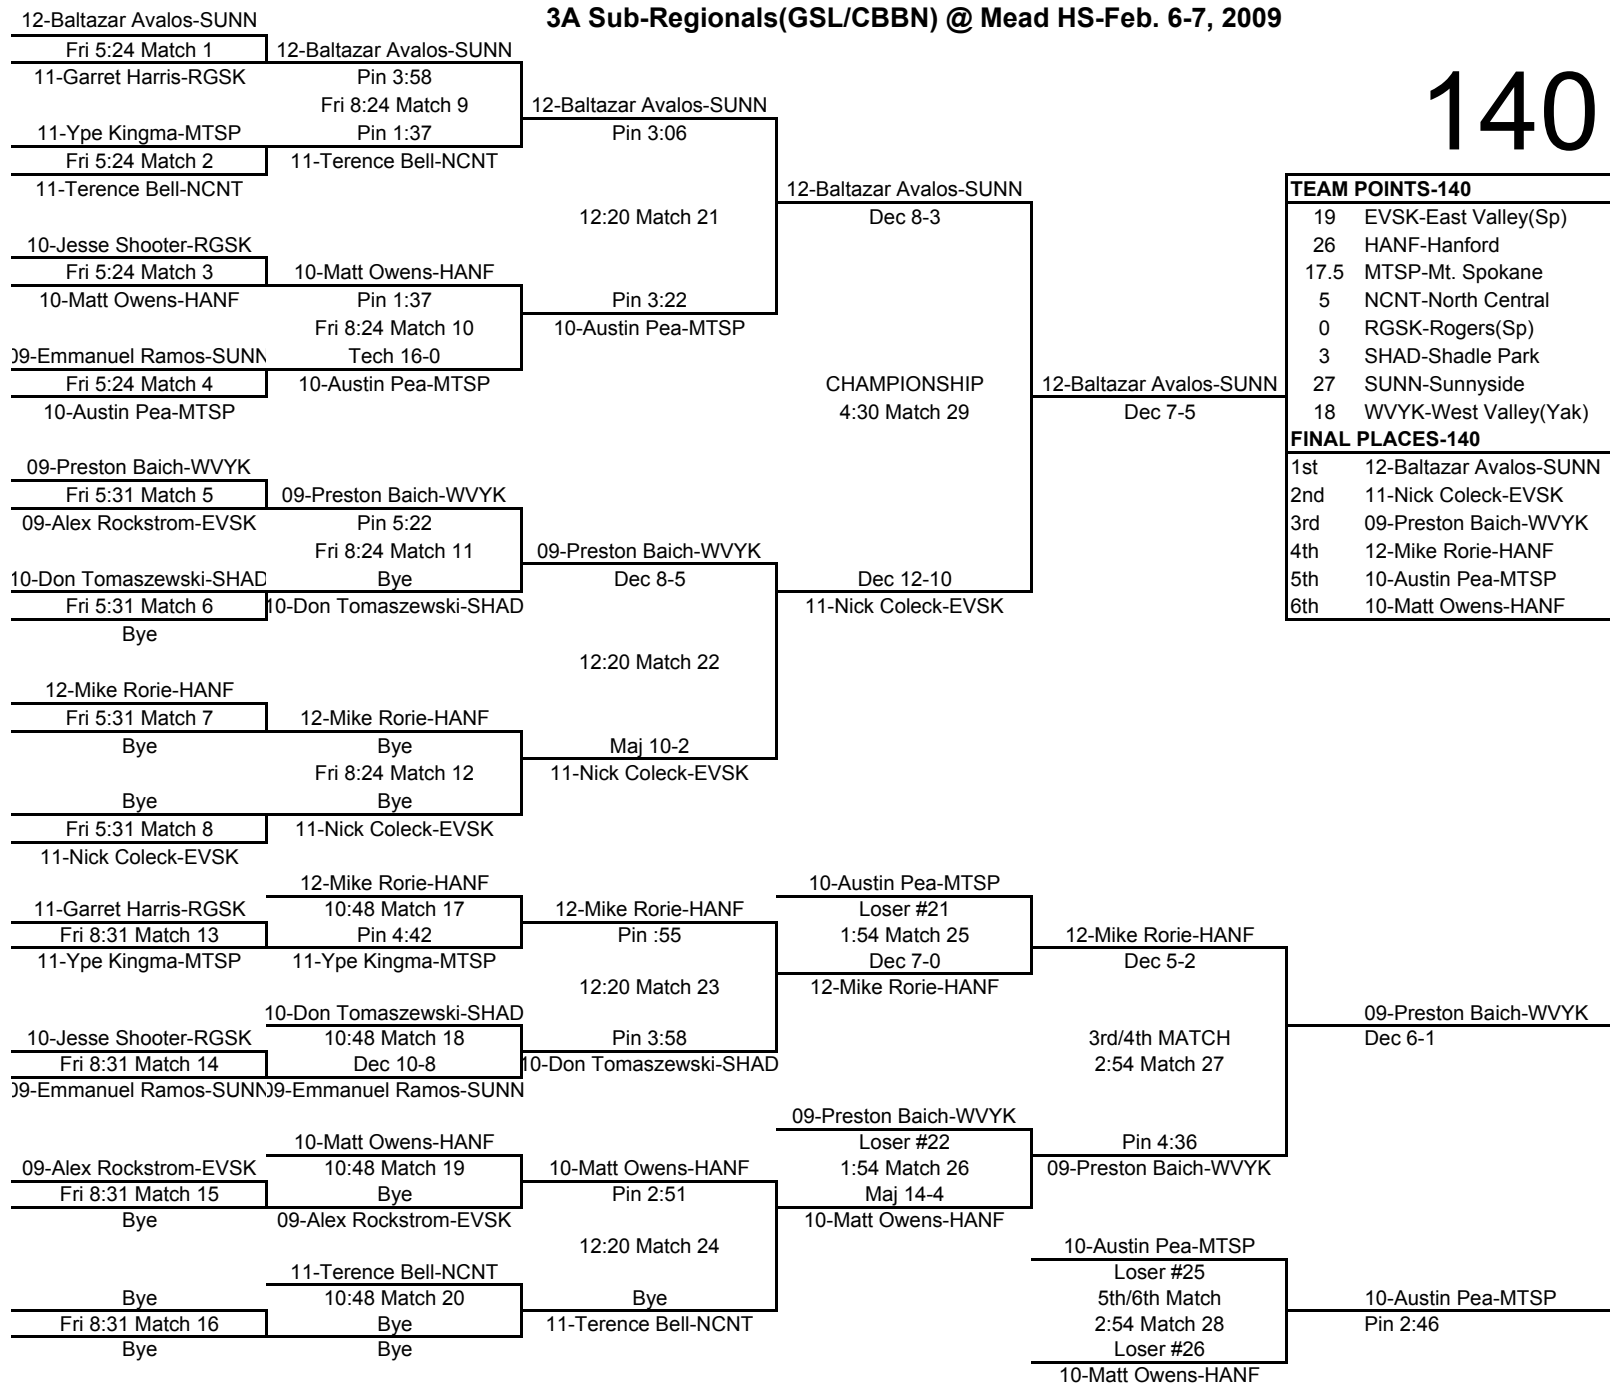 3A Sub-Regionals(GSL/CBBN) @ Mead HS-Feb. 6-7, 2009
140
12-Baltazar Avalos-SUNN
Fri 5:24 Match 1
11-Garret Harris-RGSK
11-Ype Kingma-MTSP
Fri 5:24 Match 2
11-Terence Bell-NCNT
10-Jesse Shooter-RGSK
Fri 5:24 Match 3
10-Matt Owens-HANF
09-Emmanuel Ramos-SUNN
Fri 5:24 Match 4
10-Austin Pea-MTSP
09-Preston Baich-WVYK
Fri 5:31 Match 5
09-Alex Rockstrom-EVSK
10-Don Tomaszewski-SHAD
Fri 5:31 Match 6
Bye
12-Mike Rorie-HANF
Fri 5:31 Match 7
Bye
Bye
Fri 5:31 Match 8
11-Nick Coleck-EVSK
12-Baltazar Avalos-SUNN
Pin 3:58
Fri 8:24 Match 9
Pin 1:37
11-Terence Bell-NCNT
10-Matt Owens-HANF
Pin 1:37
Fri 8:24 Match 10
Tech 16-0
10-Austin Pea-MTSP
09-Preston Baich-WVYK
Pin 5:22
Fri 8:24 Match 11
Bye
10-Don Tomaszewski-SHAD
12-Mike Rorie-HANF
Bye
Fri 8:24 Match 12
Bye
11-Nick Coleck-EVSK
12-Baltazar Avalos-SUNN
Pin 3:06
12:20 Match 21
Pin 3:22
10-Austin Pea-MTSP
09-Preston Baich-WVYK
Dec 8-5
12:20 Match 22
Maj 10-2
11-Nick Coleck-EVSK
12-Baltazar Avalos-SUNN
Dec 8-3
CHAMPIONSHIP
4:30 Match 29
Dec 12-10
11-Nick Coleck-EVSK
12-Baltazar Avalos-SUNN
Dec 7-5
TEAM POINTS-140
19 EVSK-East Valley(Sp)
26 HANF-Hanford
17.5 MTSP-Mt. Spokane
5 NCNT-North Central
0 RGSK-Rogers(Sp)
3 SHAD-Shadle Park
27 SUNN-Sunnyside
18 WVYK-West Valley(Yak)
FINAL PLACES-140
1st 12-Baltazar Avalos-SUNN
2nd 11-Nick Coleck-EVSK
3rd 09-Preston Baich-WVYK
4th 12-Mike Rorie-HANF
5th 10-Austin Pea-MTSP
6th 10-Matt Owens-HANF
11-Garret Harris-RGSK
Fri 8:31 Match 13
11-Ype Kingma-MTSP
10-Jesse Shooter-RGSK
Fri 8:31 Match 14
09-Emmanuel Ramos-SUNN
09-Alex Rockstrom-EVSK
Fri 8:31 Match 15
Bye
Bye
Fri 8:31 Match 16
Bye
12-Mike Rorie-HANF
10:48 Match 17
Pin 4:42
11-Ype Kingma-MTSP
10-Don Tomaszewski-SHAD
10:48 Match 18
Dec 10-8
09-Emmanuel Ramos-SUNN
10-Matt Owens-HANF
10:48 Match 19
Bye
09-Alex Rockstrom-EVSK
11-Terence Bell-NCNT
10:48 Match 20
Bye
Bye
12-Mike Rorie-HANF
Pin :55
12:20 Match 23
Pin 3:58
10-Don Tomaszewski-SHAD
10-Matt Owens-HANF
Pin 2:51
12:20 Match 24
Bye
11-Terence Bell-NCNT
10-Austin Pea-MTSP
Loser #21
1:54 Match 25
Dec 7-0
12-Mike Rorie-HANF
09-Preston Baich-WVYK
Loser #22
1:54 Match 26
Maj 14-4
10-Matt Owens-HANF
12-Mike Rorie-HANF
Dec 5-2
3rd/4th MATCH
2:54 Match 27
Pin 4:36
09-Preston Baich-WVYK
09-Preston Baich-WVYK
Dec 6-1
10-Austin Pea-MTSP
Loser #25
5th/6th Match
2:54 Match 28
Loser #26
10-Matt Owens-HANF
10-Austin Pea-MTSP
Pin 2:46